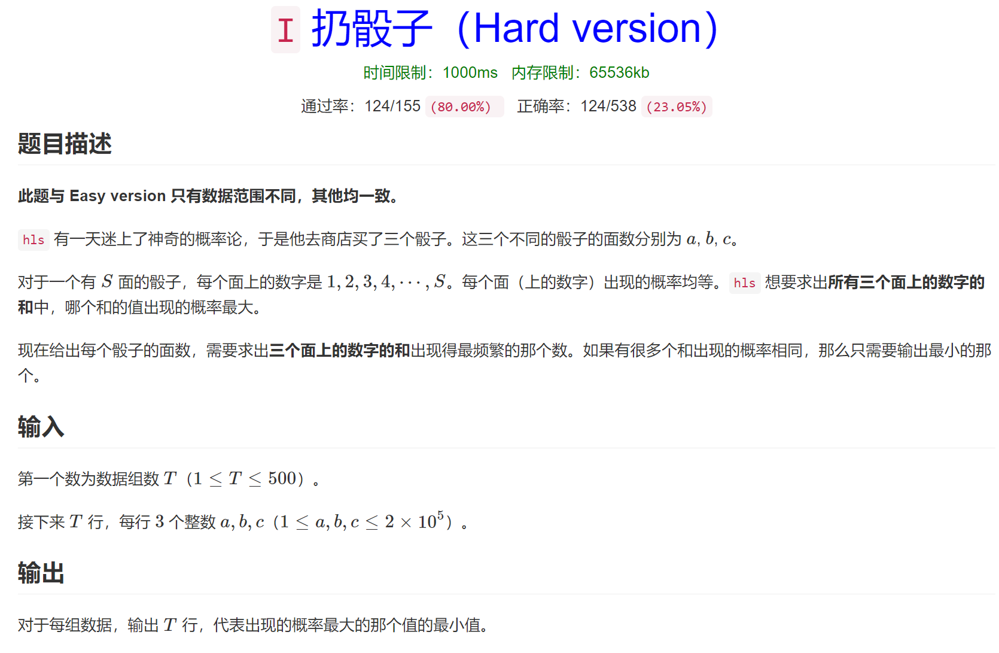 I 扔骰子（Hard version）
时间限制：1000ms 内存限制：65536kb
通过率：124/155 (80.00%) 正确率：124/538 (23.05%)
题目描述
此题与 Easy version 只有数据范围不同，其他均一致。
hls 有一天迷上了神奇的概率论，于是他去商店买了三个骰子。这三个不同的骰子的面数分别为 a, b, c。
对于一个有 S 面的骰子，每个面上的数字是 1, 2, 3, 4, ⋯, S。每个面（上的数字）出现的概率均等。hls 想要求出所有三个面上的数字的
和中，哪个和的值出现的概率最大。
现在给出每个骰子的面数，需要求出三个面上的数字的和出现得最频繁的那个数。如果有很多个和出现的概率相同，那么只需要输出最小的那
个。
输入
第一个数为数据组数 T（1 ≤ T ≤ 500）。
接下来 T 行，每行 3 个整数 a, b, c（1 ≤ a, b, c ≤ 2 × 10⁵）。
输出
对于每组数据，输出 T 行，代表出现的概率最大的那个值的最小值。